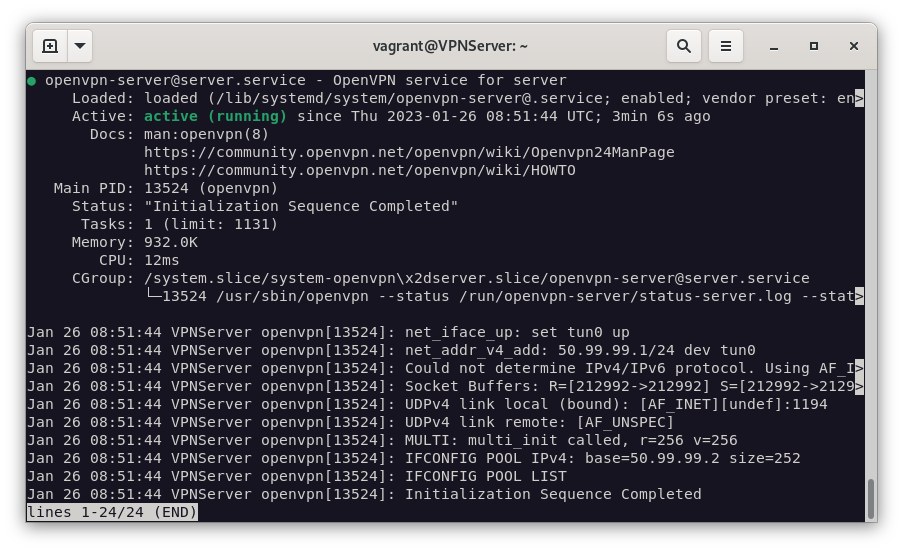 vagrant@VPNServer: ~
● openvpn-server@server.service - OpenVPN service for server
     Loaded: loaded (/lib/systemd/system/openvpn-server@.service; enabled; vendor preset: en>
     Active: active (running) since Thu 2023-01-26 08:51:44 UTC; 3min 6s ago
       Docs: man:openvpn(8)
             https://community.openvpn.net/openvpn/wiki/Openvpn24ManPage
             https://community.openvpn.net/openvpn/wiki/HOWTO
   Main PID: 13524 (openvpn)
     Status: "Initialization Sequence Completed"
      Tasks: 1 (limit: 1131)
     Memory: 932.0K
        CPU: 12ms
     CGroup: /system.slice/system-openvpn\x2dserver.slice/openvpn-server@server.service
             └─13524 /usr/sbin/openvpn --status /run/openvpn-server/status-server.log --stat>
Jan 26 08:51:44 VPNServer openvpn[13524]: net_iface_up: set tun0 up
Jan 26 08:51:44 VPNServer openvpn[13524]: net_addr_v4_add: 50.99.99.1/24 dev tun0
Jan 26 08:51:44 VPNServer openvpn[13524]: Could not determine IPv4/IPv6 protocol. Using AF_I>
Jan 26 08:51:44 VPNServer openvpn[13524]: Socket Buffers: R=[212992->212992] S=[212992->2129>
Jan 26 08:51:44 VPNServer openvpn[13524]: UDPv4 link local (bound): [AF_INET][undef]:1194
Jan 26 08:51:44 VPNServer openvpn[13524]: UDPv4 link remote: [AF_UNSPEC]
Jan 26 08:51:44 VPNServer openvpn[13524]: MULTI: multi_init called, r=256 v=256
Jan 26 08:51:44 VPNServer openvpn[13524]: IFCONFIG POOL IPv4: base=50.99.99.2 size=252
Jan 26 08:51:44 VPNServer openvpn[13524]: IFCONFIG POOL LIST
Jan 26 08:51:44 VPNServer openvpn[13524]: Initialization Sequence Completed
lines 1-24/24 (END)